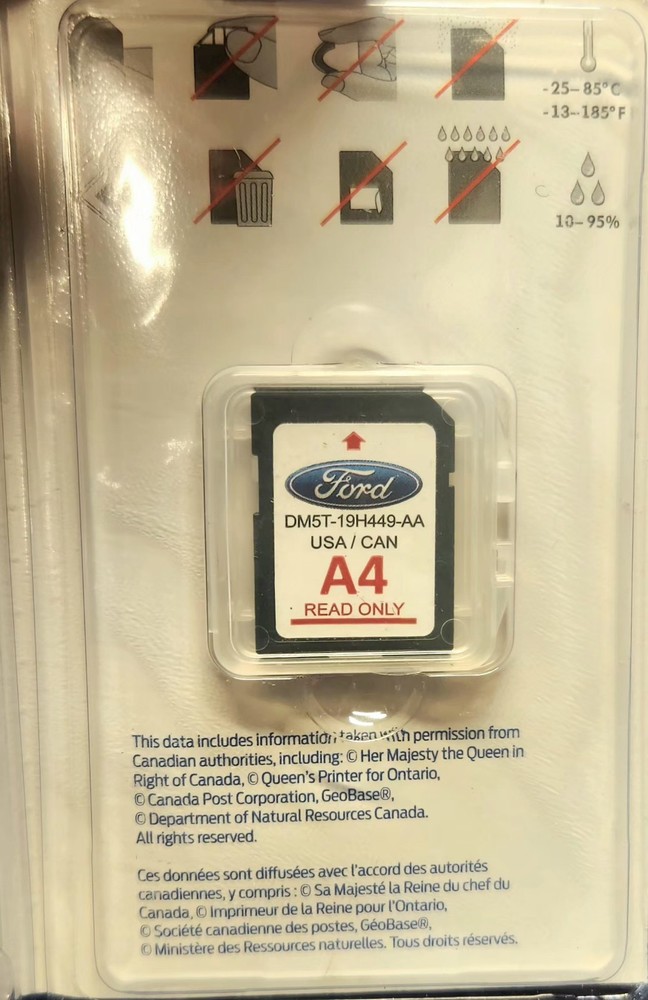 -25–85°C
-13–185°F
10–95%
Ford
DM5T-19H449-AA
USA / CAN
A4
READ ONLY
This data includes information taken with permission from
Canadian authorities, including: © Her Majesty the Queen in
Right of Canada, © Queen's Printer for Ontario,
© Canada Post Corporation, GeoBase®,
© Department of Natural Resources Canada.
All rights reserved.
Ces données sont diffusées avec l'accord des autorités
canadiennes, y compris : © Sa Majesté la Reine du chef du
Canada, © Imprimeur de la Reine pour l'Ontario,
© Société canadienne des postes, GéoBase®,
© Ministère des Ressources naturelles. Tous droits réservés.